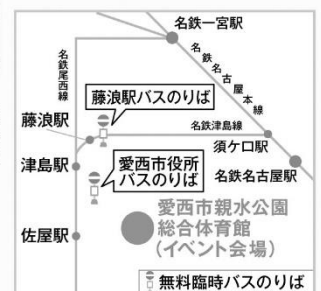 名鉄一宮駅
名鉄尾西線
名鉄名古屋本線
藤浪駅バスのりば
藤浪駅
名鉄津島線
須ケ口駅
津島駅
愛西市役所
バスのりば
名鉄名古屋駅
愛西市親水公園
総合体育館
(イベント会場)
佐屋駅
無料臨時バスのりば